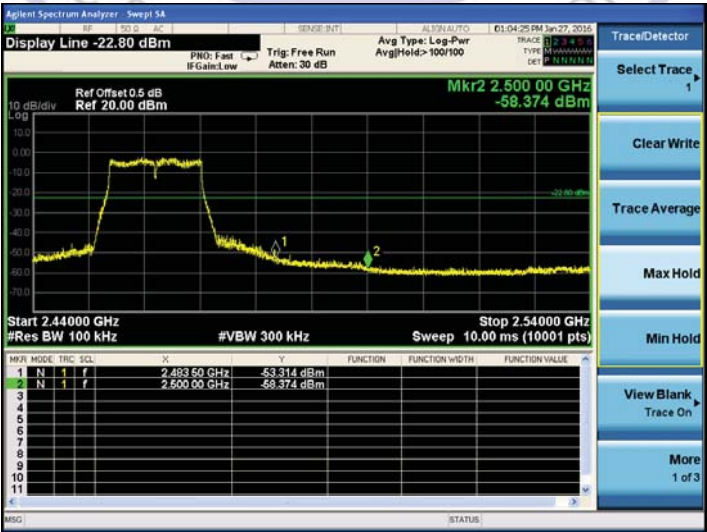 Agilent Spectrum Analyzer - Swept SA
RF 50 Ω AC SENSE:INT ALIGN AUTO 01:04:25 PM Jan 27, 2016
Display Line -22.80 dBm
PNO: Fast
IFGain:Low
Trig: Free Run
Atten: 30 dB
Avg Type: Log-Pwr
Avg|Hold:>100/100
TRACE 1 2 3 4 5 6
TYPE M
DET P N N N N N
Mkr2 2.500 00 GHz
-58.374 dBm
Ref Offset 0.5 dB
10 dB/div Ref 20.00 dBm
Log
10.0
0.00
-10.0
-20.0
-22.80 dBm
-30.0
-40.0
1
-50.0
2
-60.0
-70.0
Start 2.44000 GHz Stop 2.54000 GHz
#Res BW 100 kHz #VBW 300 kHz Sweep 10.00 ms (10001 pts)
MKR MODE TRC SCL X Y FUNCTION FUNCTION WIDTH FUNCTION VALUE
1 N 1 f 2.483 50 GHz -53.314 dBm
2 N 1 f 2.500 00 GHz -58.374 dBm
3
4
5
6
7
8
9
10
11
MSG STATUS
Trace/Detector
Select Trace
1
Clear Write
Trace Average
Max Hold
Min Hold
View Blank
Trace On
More
1 of 3